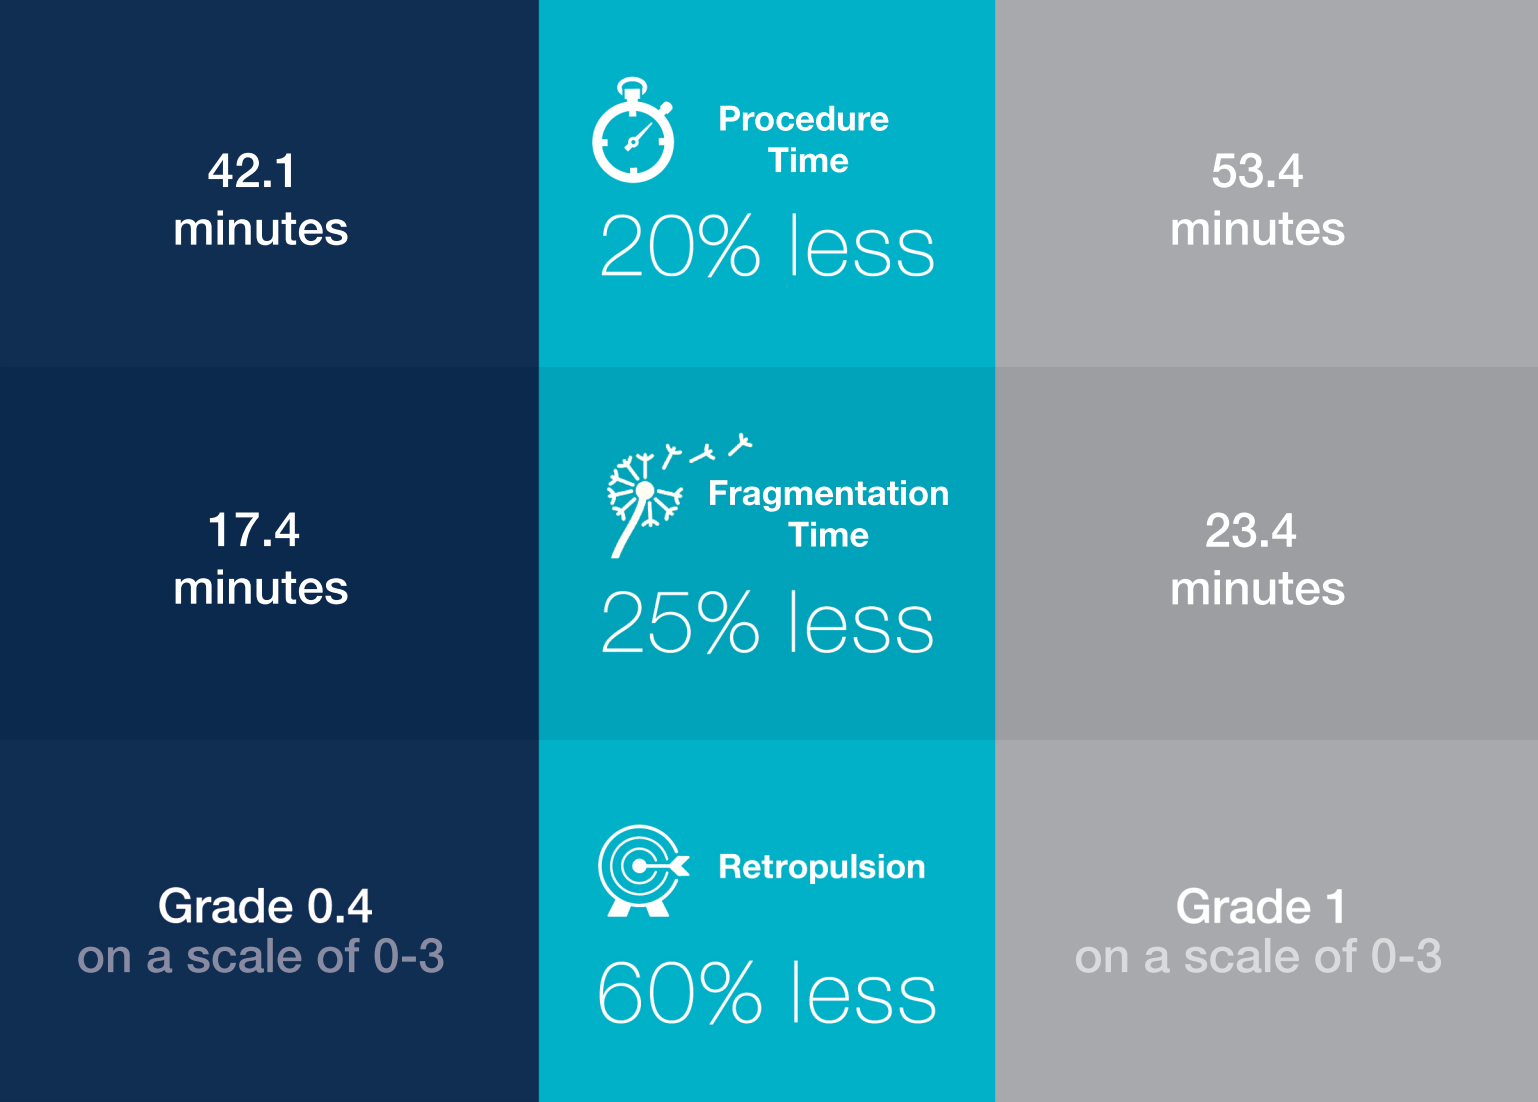 42.1
minutes
Procedure
Time
20% less
53.4
minutes
17.4
minutes
Fragmentation
Time
25% less
23.4
minutes
Grade 0.4
on a scale of 0-3
Retropulsion
60% less
Grade 1
on a scale of 0-3